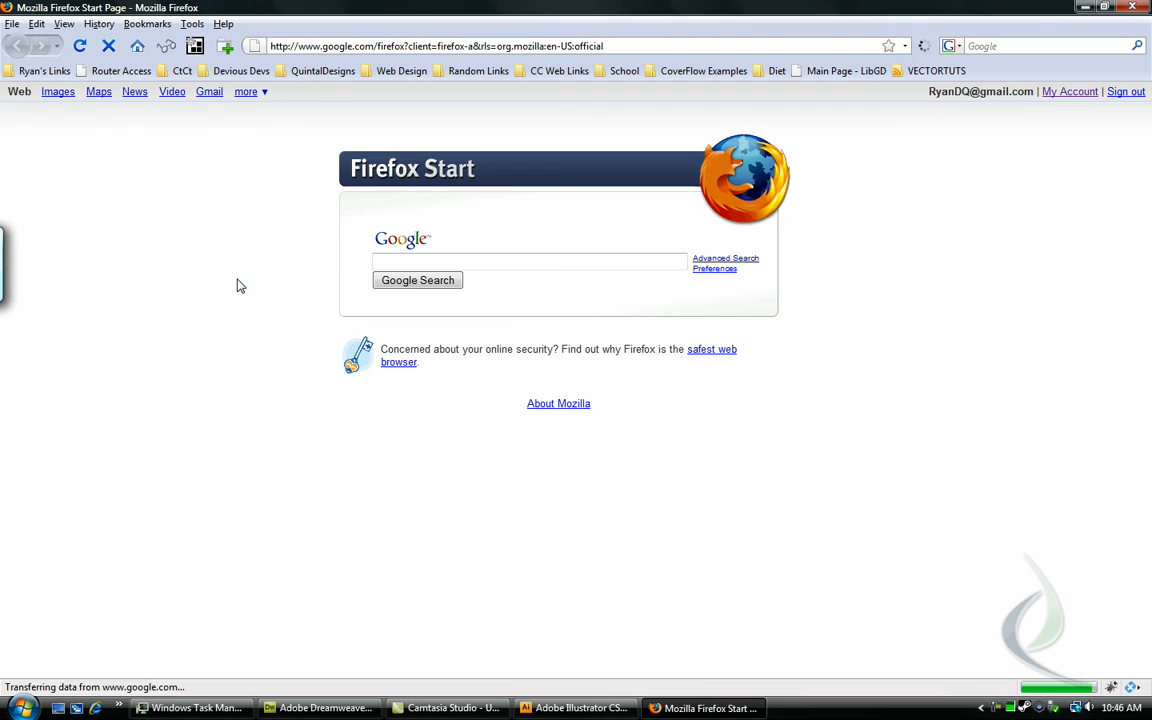 Mozilla Firefox Start Page - Mozilla Firefox
File Edit View History Bookmarks Tools Help
http://www.google.com/firefox?client=firefox-a&rls=org.mozilla:en-US:official
G Google
Ryan's Links Router Access CtCt Devious Devs QuintalDesigns Web Design Random Links CC Web Links School CoverFlow Examples Diet Main Page - LibGD VECTORTUTS
Web Images Maps News Video Gmail more ▼ RyanDQ@gmail.com | My Account | Sign out
Firefox Start
Google™
Advanced Search
Preferences
Google Search
Concerned about your online security? Find out why Firefox is the safest web
browser.
About Mozilla
Transferring data from www.google.com...
Windows Task Man... Dw Adobe Dreamweave... Camtasia Studio - U... Ai Adobe Illustrator CS... Mozilla Firefox Start ... 10:46 AM